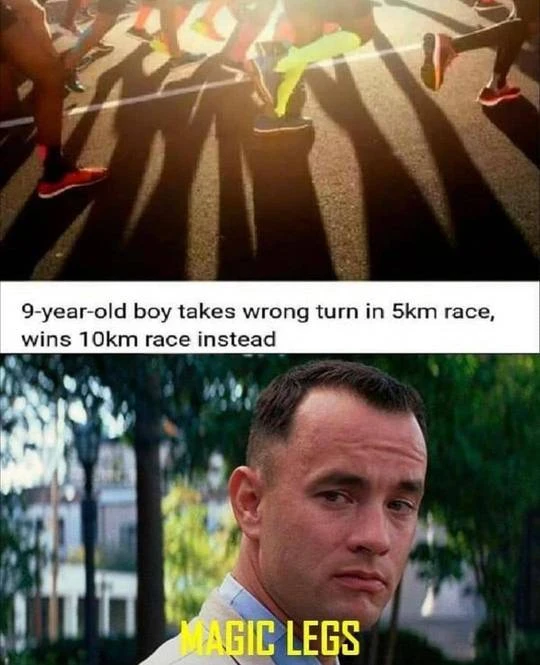 9-year-old boy takes wrong turn in 5km race,
wins 10km race instead
MAGIC LEGS